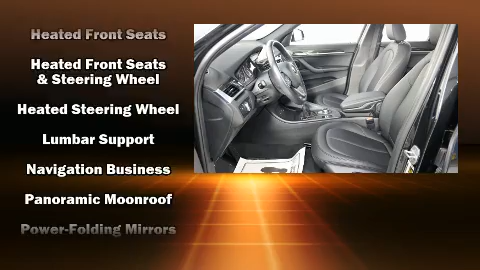 Heated Front Seats
Heated Front Seats
& Steering Wheel
Heated Steering Wheel
Lumbar Support
Navigation Business
Panoramic Moonroof
Power-Folding Mirrors